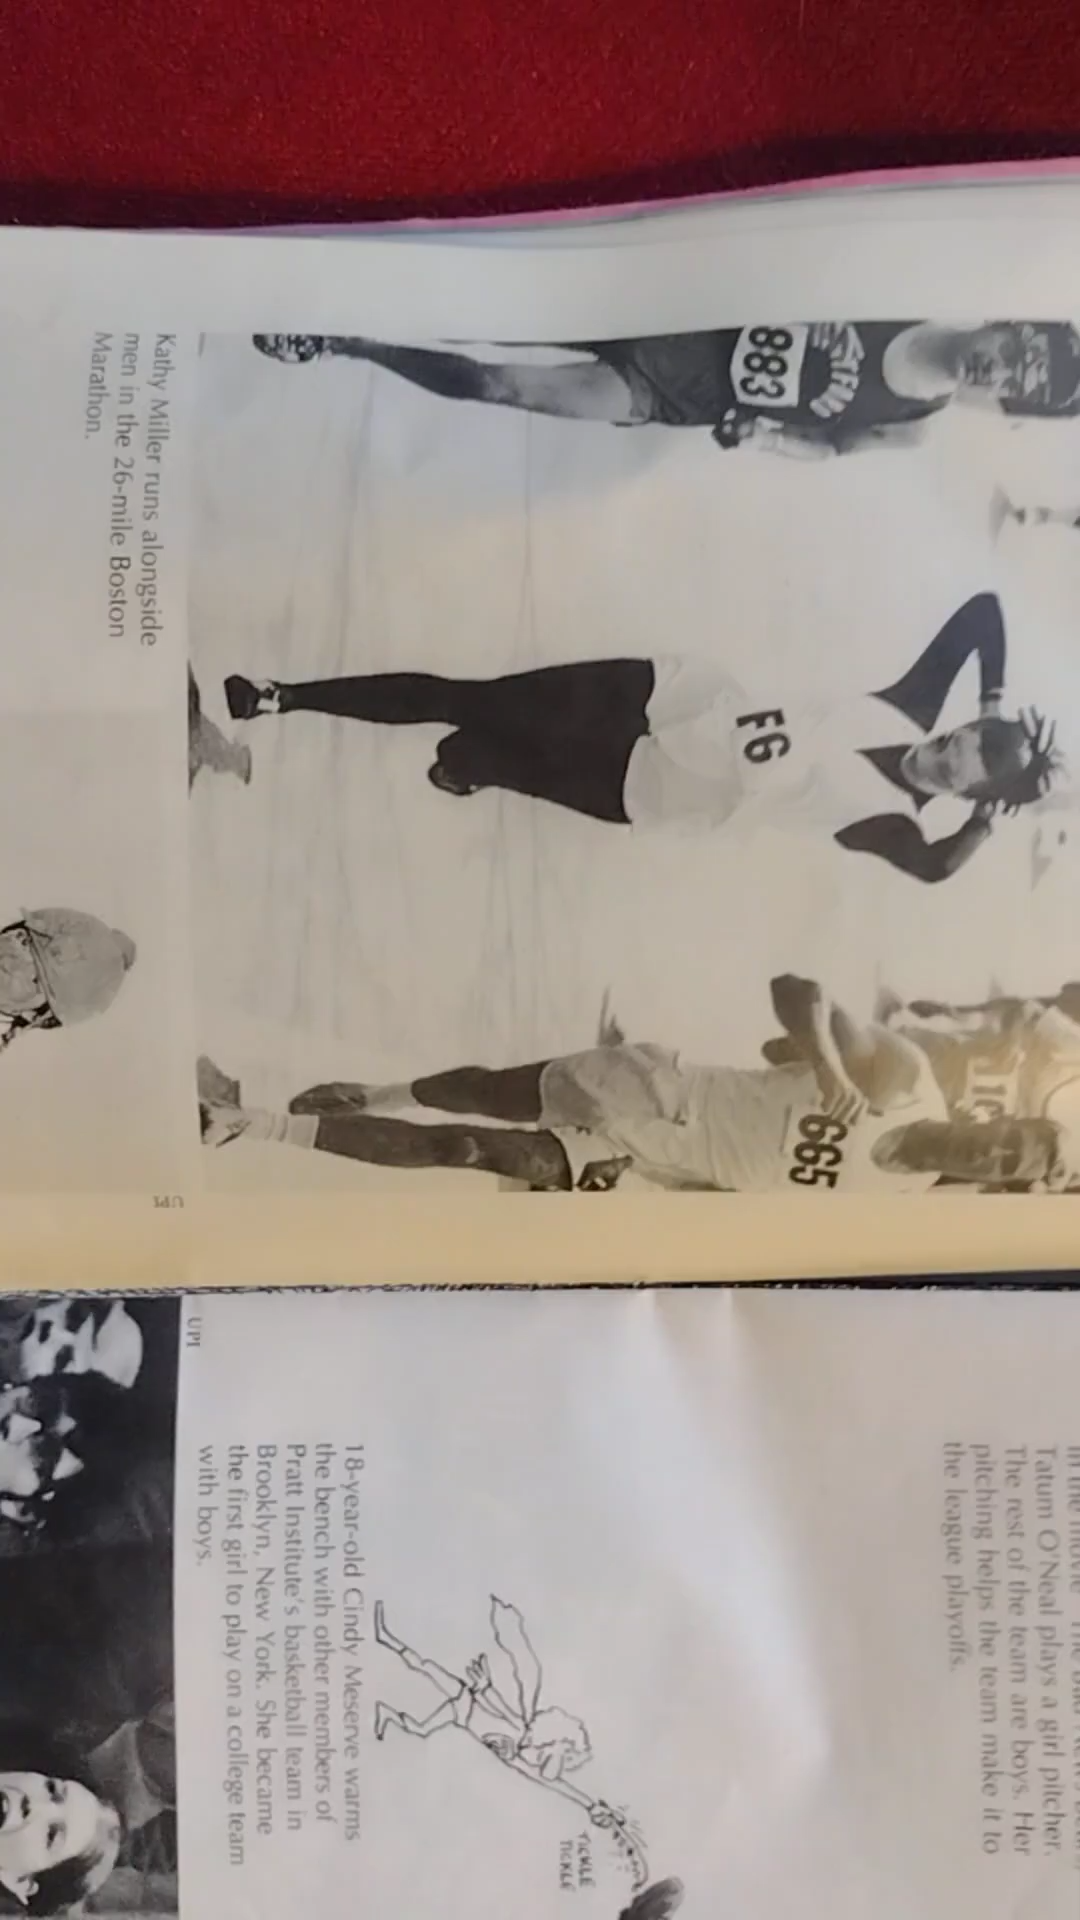 883
F6
665
Kathy Miller runs alongside
men in the 26-mile Boston
Marathon.
UPI
Tatum O'Neal plays a girl pitcher.
The rest of the team are boys. Her
pitching helps the team make it to
the league playoffs.
TICKLE
TICKLE
18-year-old Cindy Meserve warms
the bench with other members of
Pratt Institute's basketball team in
Brooklyn, New York. She became
the first girl to play on a college team
with boys.
UPI